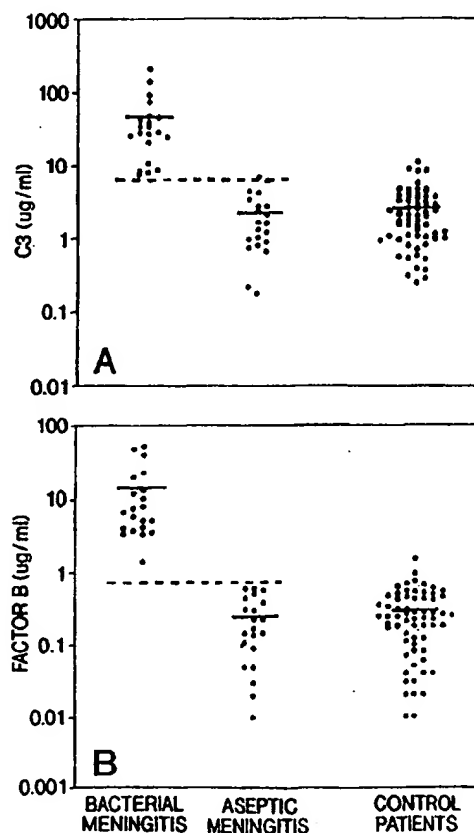 1000
100
10
1
0.1
0.01
C3 (ug/ml)
A
100
10
1
0.1
0.01
0.001
FACTOR B (ug/ml)
B
BACTERIAL MENINGITIS
ASEPTIC MENINGITIS
CONTROL PATIENTS